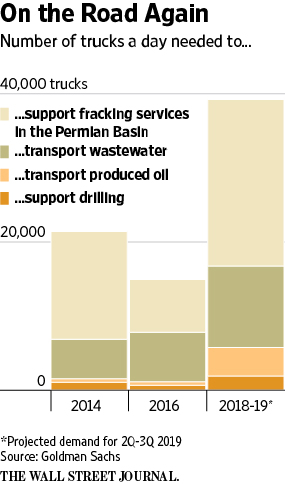 On the Road Again
Number of trucks a day needed to...
40,000 trucks
...support fracking services
in the Permian Basin
...transport wastewater
...transport produced oil
...support drilling
20,000
0
2014
2016
2018-19*
*Projected demand for 2Q-3Q 2019
Source: Goldman Sachs
THE WALL STREET JOURNAL.